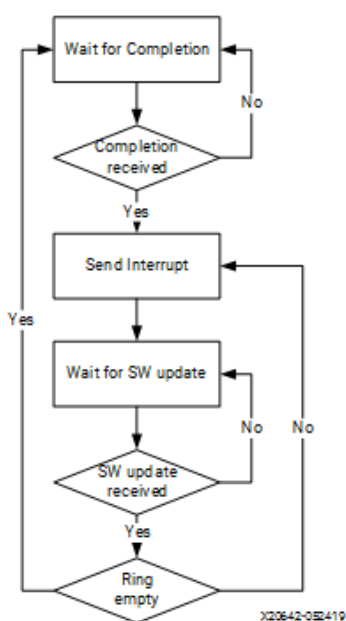 Wait for Completion
No
Completion
received
Yes
Send Interrupt
Yes
Wait for SW update
No
No
SW update
received
Yes
Ring
empty
X20642-052419